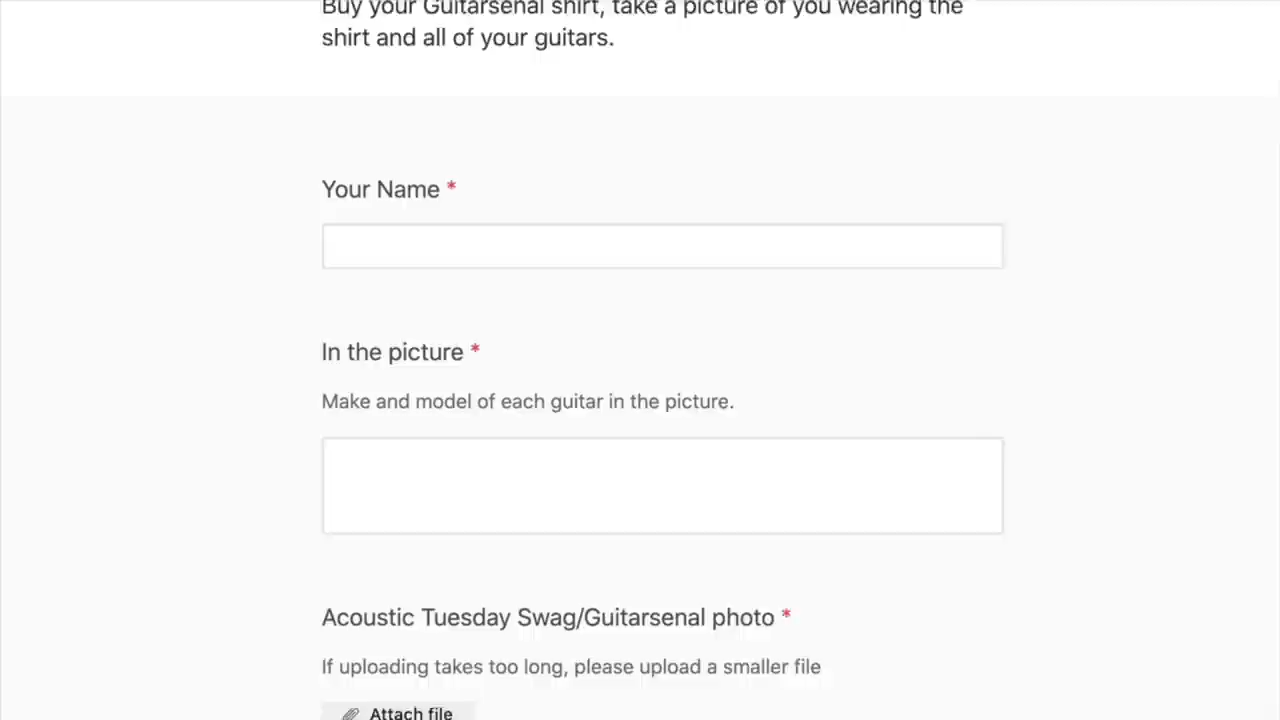 Buy your Guitarsenal shirt, take a picture of you wearing the
shirt and all of your guitars.
Your Name *
In the picture *
Make and model of each guitar in the picture.
Acoustic Tuesday Swag/Guitarsenal photo *
If uploading takes too long, please upload a smaller file
Attach file